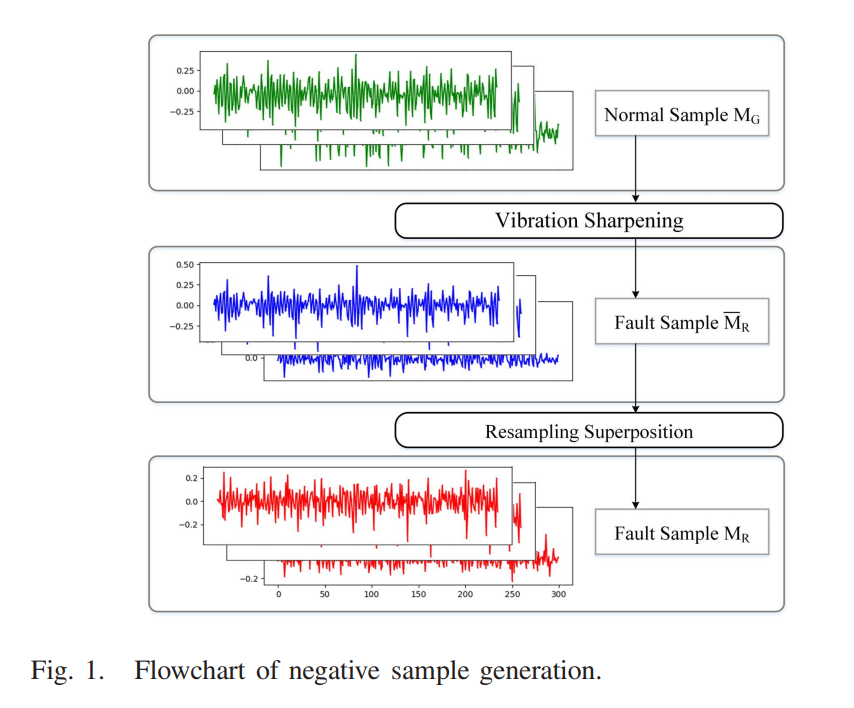 0.25
0.00
−0.25
Normal Sample M_G
Vibration Sharpening
0.50
0.25
0.00
−0.25
0.0
Fault Sample M̅_R
Resampling Superposition
0.2
0.0
−0.2
−0.2
0 50 100 150 200 250 300
Fault Sample M_R
Fig. 1. Flowchart of negative sample generation.